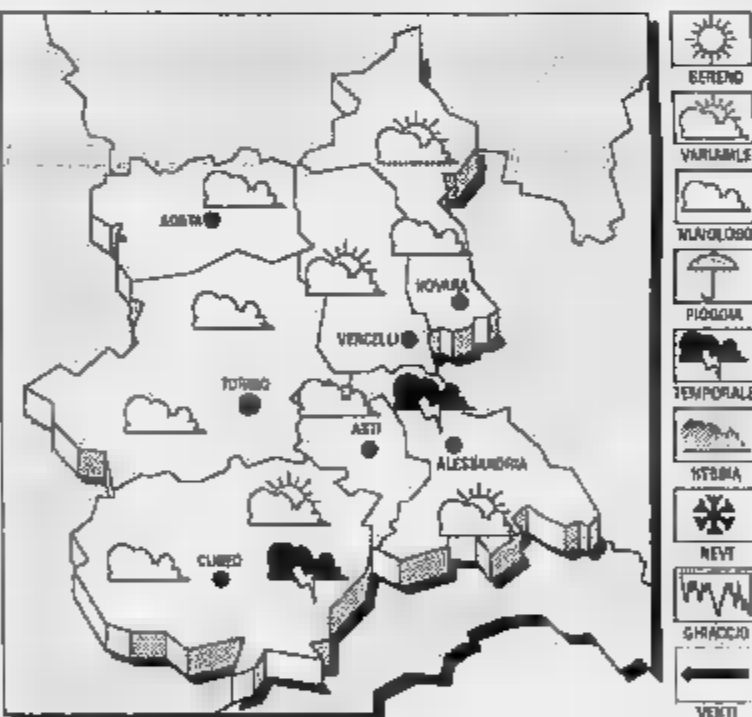 AOSTA
NOVARA
VERCELLI
TORINO
ASTI
ALESSANDRIA
CUNEO
SERENO
VARIABILE
NUVOLOSO
PIOGGIA
TEMPORALE
NEBBIA
NEVE
GHIACCIO
VENTI